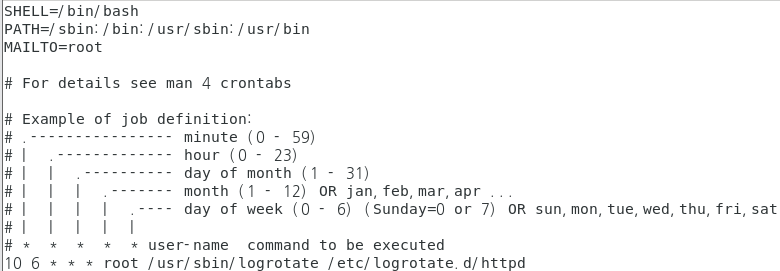 SHELL=/bin/bash
PATH=/sbin:/bin:/usr/sbin:/usr/bin
MAILTO=root

# For details see man 4 crontabs

# Example of job definition:
# .---------------- minute (0 - 59)
# |  .------------- hour (0 - 23)
# |  |  .---------- day of month (1 - 31)
# |  |  |  .------- month (1 - 12) OR jan,feb,mar,apr ...
# |  |  |  |  .---- day of week (0 - 6) (Sunday=0 or 7) OR sun,mon,tue,wed,thu,fri,sat
# |  |  |  |  |
# *  *  *  *  * user-name  command to be executed
10 6 * * * root /usr/sbin/logrotate /etc/logrotate.d/httpd